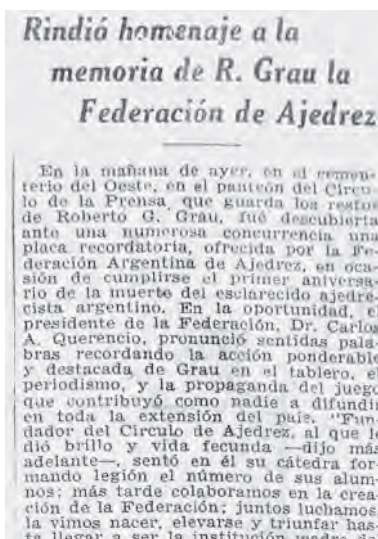 Rindió homenaje a la
memoria de R. Grau la
Federación de Ajedrez
En la mañana de ayer, en el cemen-
terio del Oeste, en el panteón del Círcu-
lo de la Prensa, que guarda los restos
de Roberto G. Grau, fué descubierta
ante una numerosa concurrencia una
placa recordatoria, ofrecida por la Fe-
deración Argentina de Ajedrez, en oca-
sión de cumplirse el primer aniversa-
rio de la muerte del esclarecido ajedre-
cista argentino. En la oportunidad, el
presidente de la Federación, Dr. Carlos
A. Querencio, pronunció sentidas pala-
bras recordando la acción ponderable
y destacada de Grau en el tablero, el
periodismo, y la propaganda del juego
que contribuyó como nadie a difundir
en toda la extensión del país. "Fun-
dador del Círculo de Ajedrez, al que le
dió brillo y vida fecunda —dijo más
adelante—, sentó en él su cátedra for-
mando legión el número de sus alum-
nos; más tarde colaboramos en la crea-
ción de la Federación; juntos luchamos,
la vimos nacer, elevarse y triunfar has-
ta llegar a ser la institución madre del